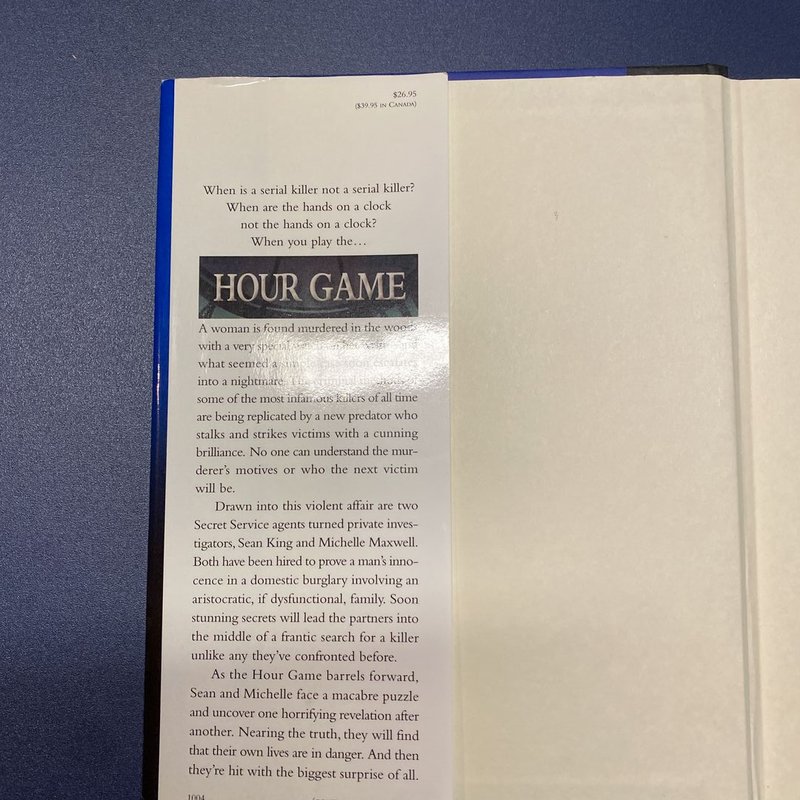 $26.95
($39.95 IN CANADA)
When is a serial killer not a serial killer?
When are the hands on a clock
not the hands on a clock?
When you play the…
HOUR GAME
A woman is found murdered in the woods
with a very special
what seemed a
into a nightmare.
some of the most infamous killers of all time
are being replicated by a new predator who
stalks and strikes victims with a cunning
brilliance. No one can understand the mur-
derer's motives or who the next victim
will be.
Drawn into this violent affair are two
Secret Service agents turned private inves-
tigators, Sean King and Michelle Maxwell.
Both have been hired to prove a man's inno-
cence in a domestic burglary involving an
aristocratic, if dysfunctional, family. Soon
stunning secrets will lead the partners into
the middle of a frantic search for a killer
unlike any they've confronted before.
As the Hour Game barrels forward,
Sean and Michelle face a macabre puzzle
and uncover one horrifying revelation after
another. Nearing the truth, they will find
that their own lives are in danger. And then
they're hit with the biggest surprise of all.
1004